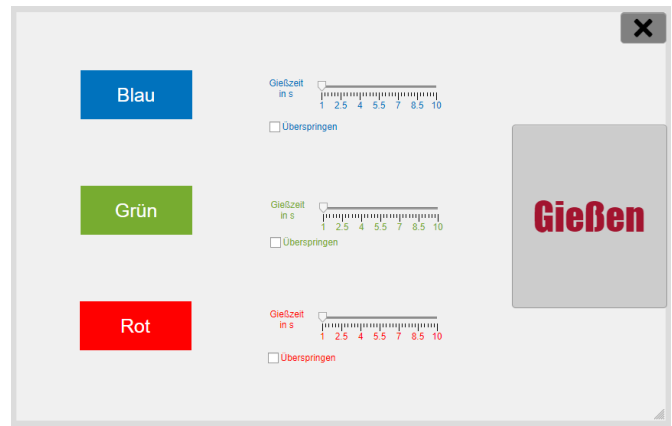 Blau
Gießzeit
in s
1 2.5 4 5.5 7 8.5 10
Überspringen
Grün
Gießzeit
in s
1 2.5 4 5.5 7 8.5 10
Überspringen
Gießen
Rot
Gießzeit
in s
1 2.5 4 5.5 7 8.5 10
Überspringen